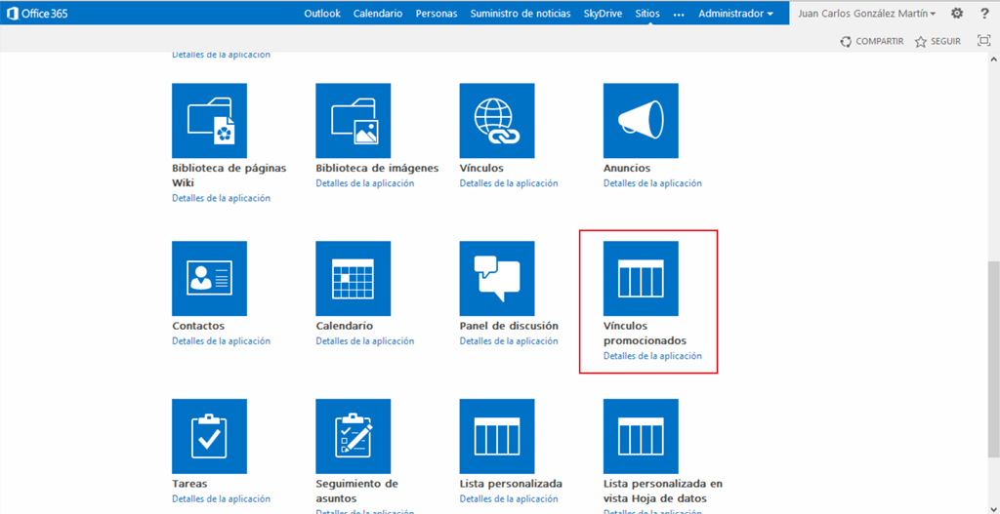 Office 365 Outlook Calendario Personas Suministro de noticias SkyDrive Sitios ... Administrador Juan Carlos González Martín ?
COMPARTIR SEGUIR
Detalles de la aplicación
Biblioteca de páginas Biblioteca de imágenes Vínculos Anuncios
Wiki Detalles de la aplicación Detalles de la aplicación Detalles de la aplicación
Detalles de la aplicación
Contactos Calendario Panel de discusión Vínculos
Detalles de la aplicación Detalles de la aplicación Detalles de la aplicación promocionados
Detalles de la aplicación
Tareas Seguimiento de Lista personalizada Lista personalizada en
Detalles de la aplicación asuntos Detalles de la aplicación vista Hoja de datos
Detalles de la aplicación Detalles de la aplicación